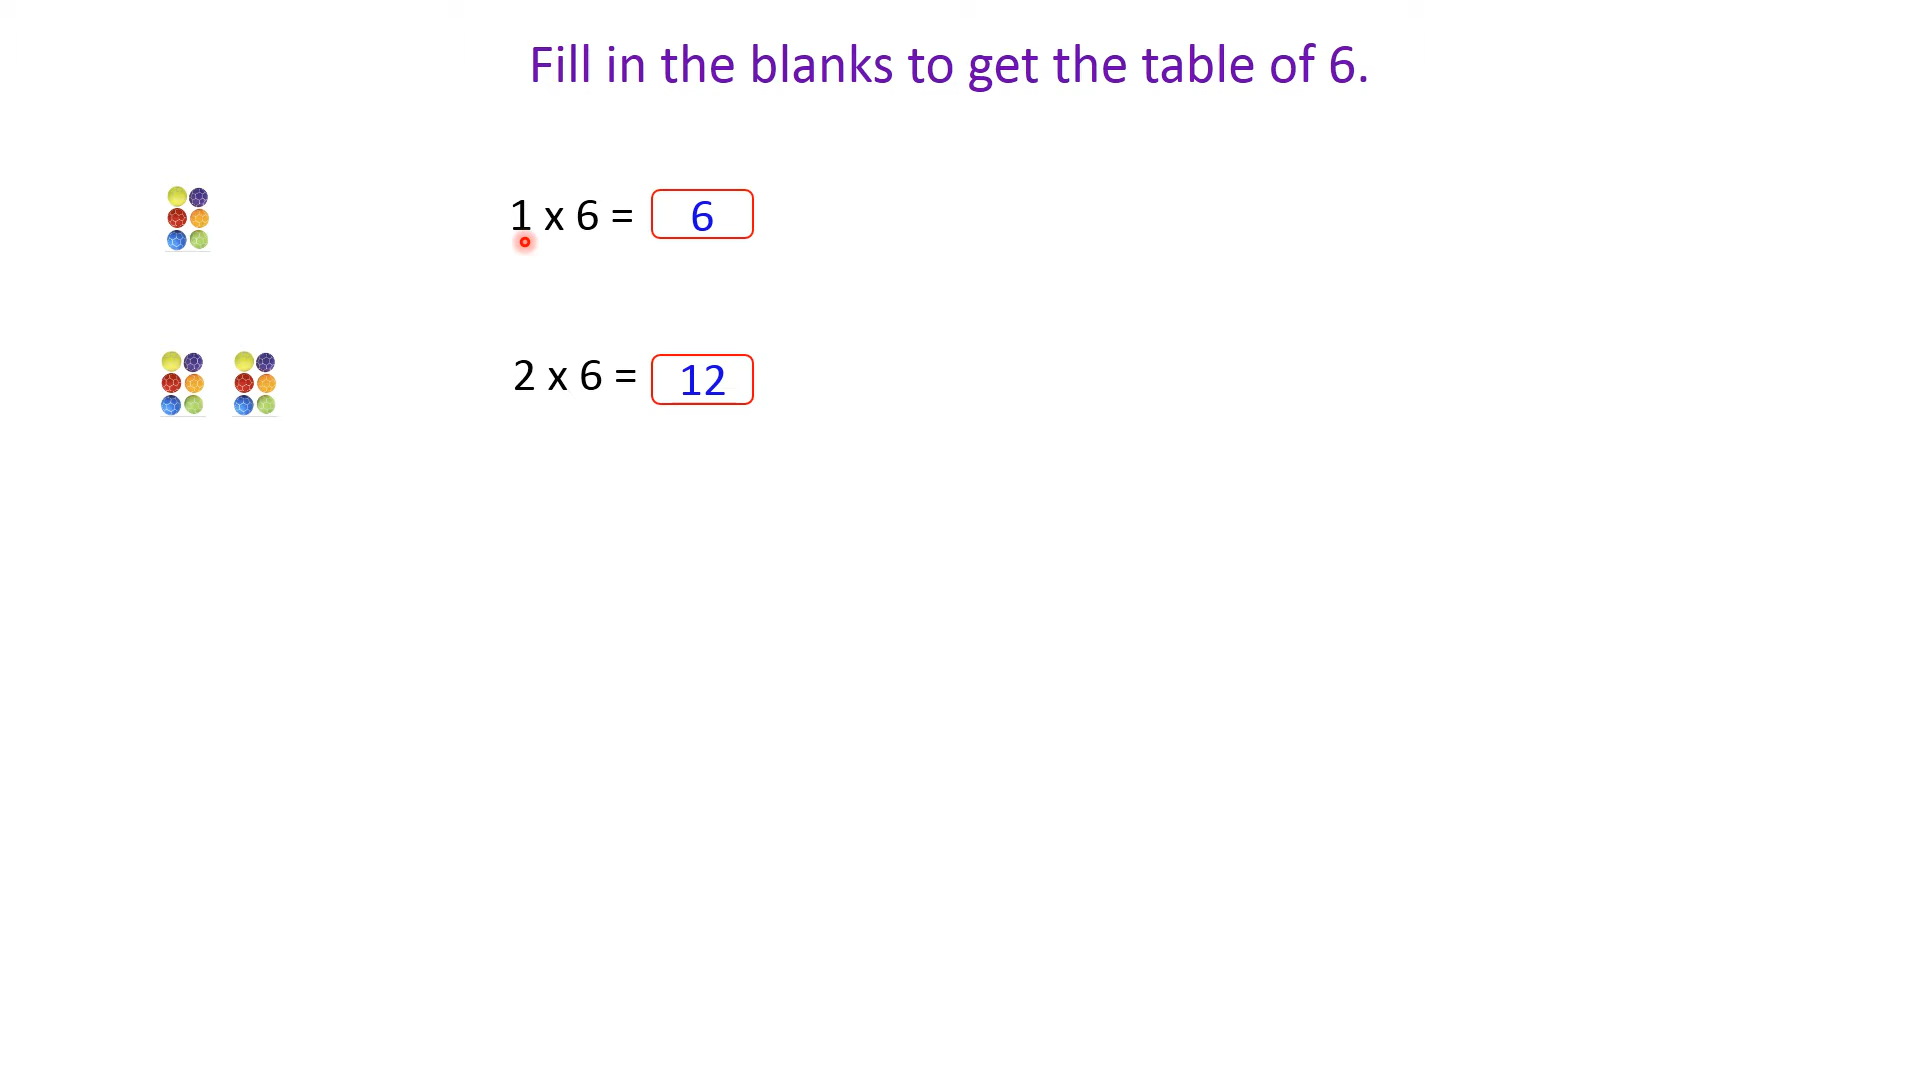 Fill in the blanks to get the table of 6.
1 x 6 = 6
2 x 6 = 12